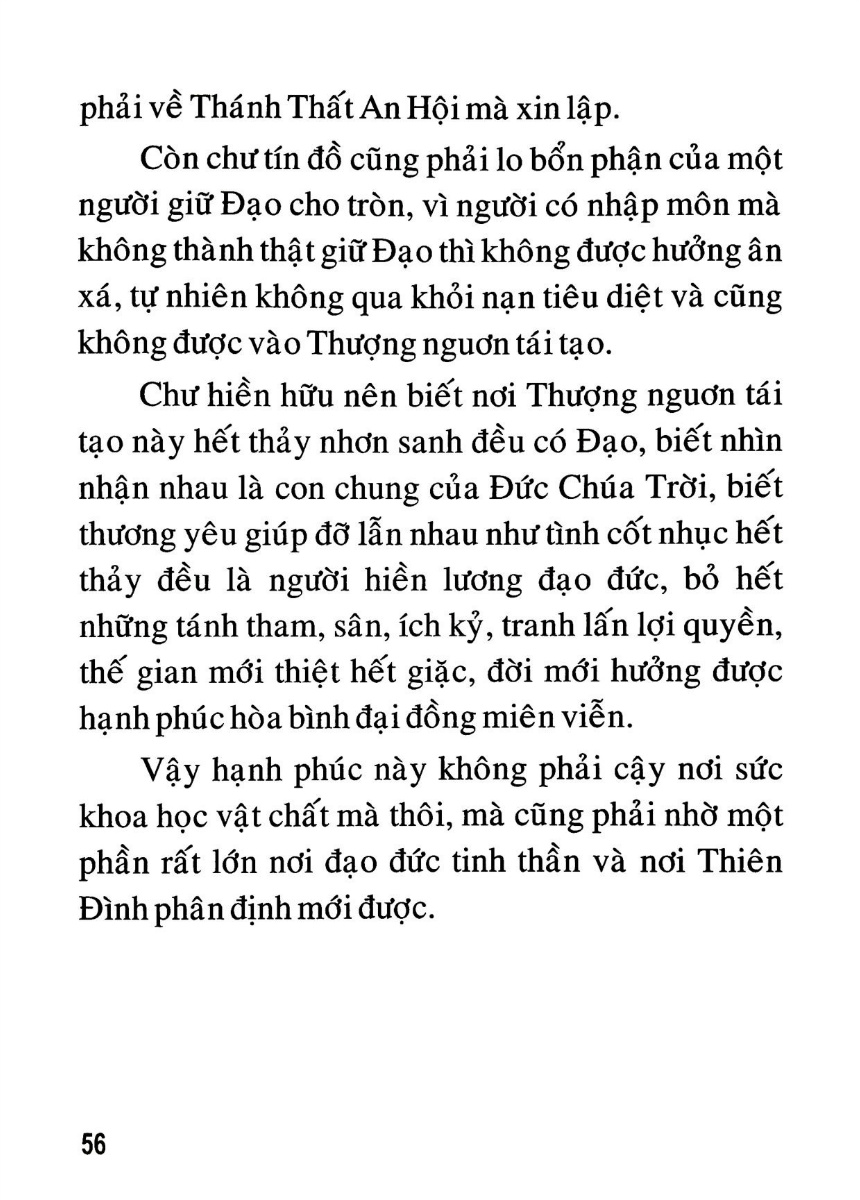 phải về Thánh Thất An Hội mà xin lập.
Còn chư tín đồ cũng phải lo bổn phận của một
người giữ Đạo cho tròn, vì người có nhập môn mà
không thành thật giữ Đạo thì không được hưởng ân
xá, tự nhiên không qua khỏi nạn tiêu diệt và cũng
không được vào Thượng nguơn tái tạo.
Chư hiền hữu nên biết nơi Thượng nguơn tái
tạo này hết thảy nhơn sanh đều có Đạo, biết nhìn
nhận nhau là con chung của Đức Chúa Trời, biết
thương yêu giúp đỡ lẫn nhau như tình cốt nhục hết
thảy đều là người hiền lương đạo đức, bỏ hết
những tánh tham, sân, ích kỷ, tranh lấn lợi quyền,
thế gian mới thiệt hết giặc, đời mới hưởng được
hạnh phúc hòa bình đại đồng miên viễn.
Vậy hạnh phúc này không phải cậy nơi sức
khoa học vật chất mà thôi, mà cũng phải nhờ một
phần rất lớn nơi đạo đức tinh thần và nơi Thiên
Đình phân định mới được.
56